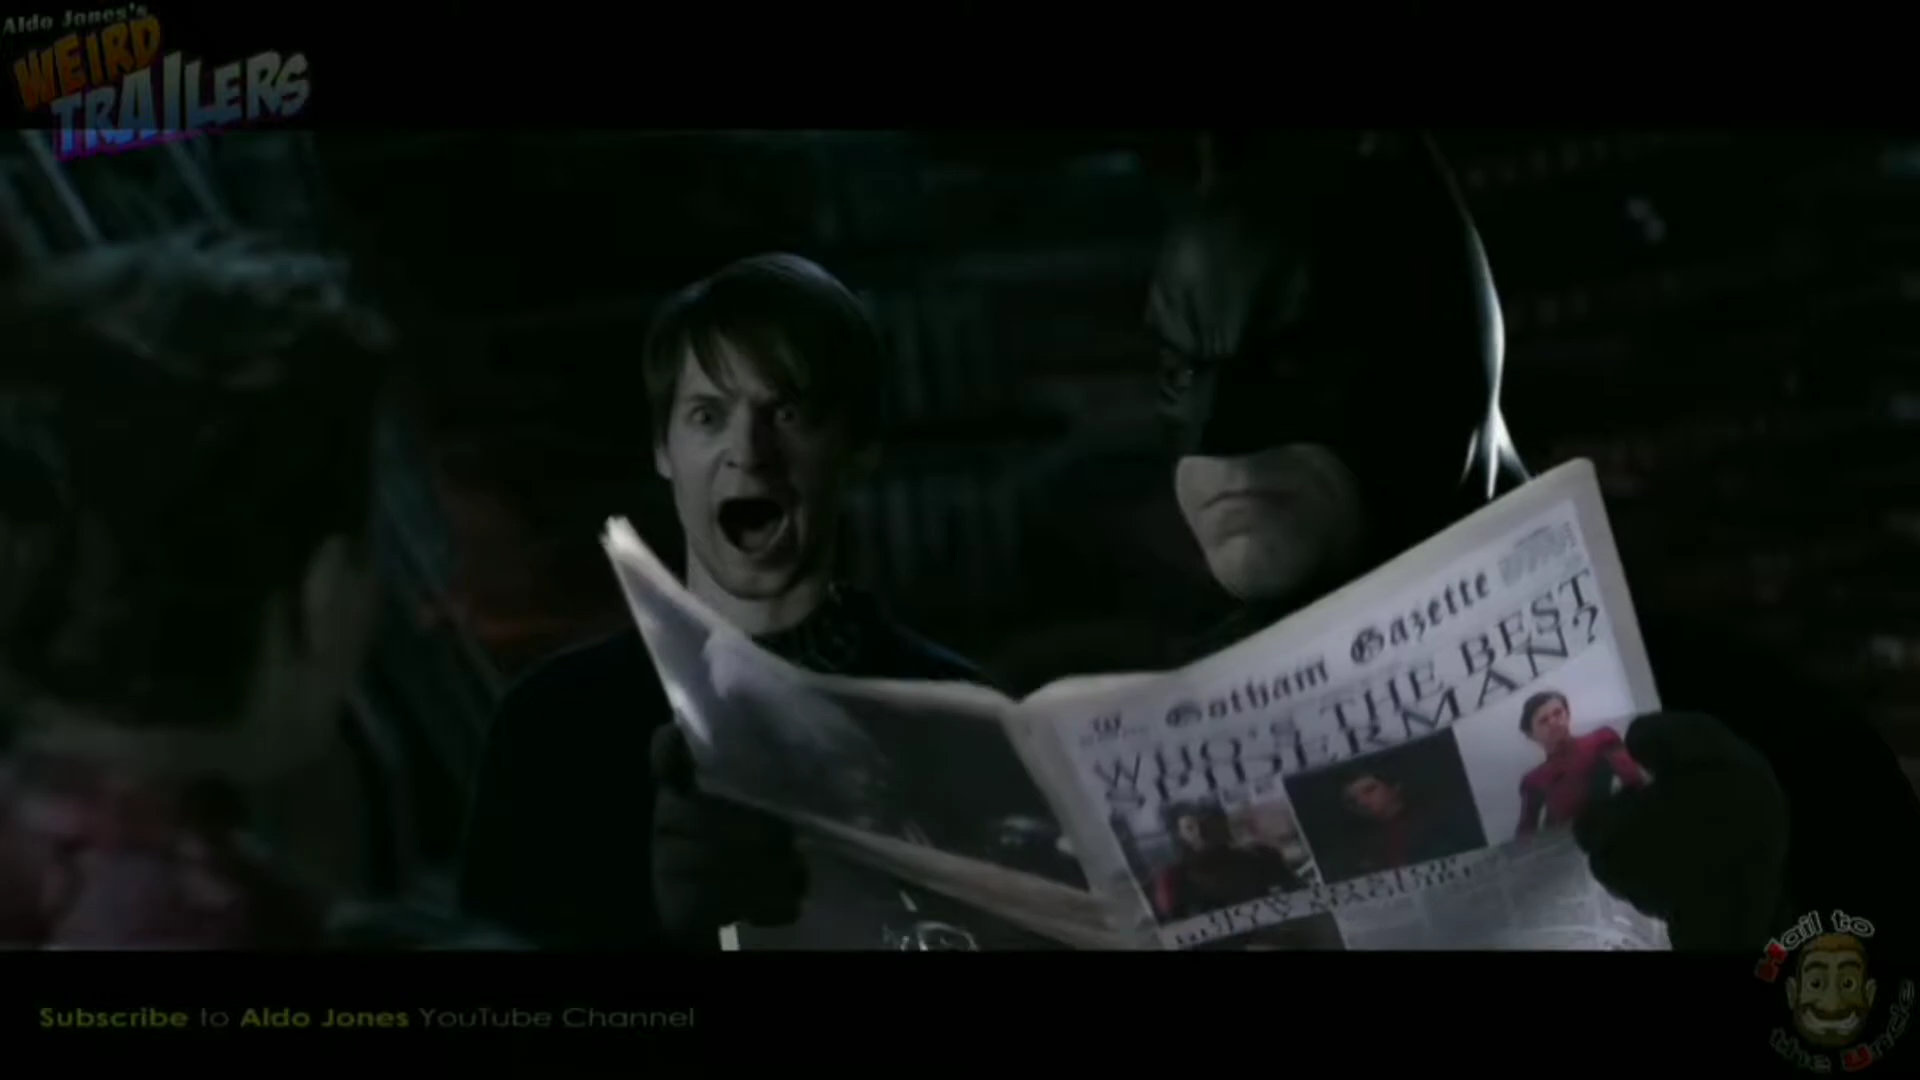 Aldo Jones's
WEIRD
TRAILERS
Gotham Gazette
WHO'S THE BEST
SPIDERMAN?
Subscribe to Aldo Jones YouTube Channel
Hail to
the Uncle